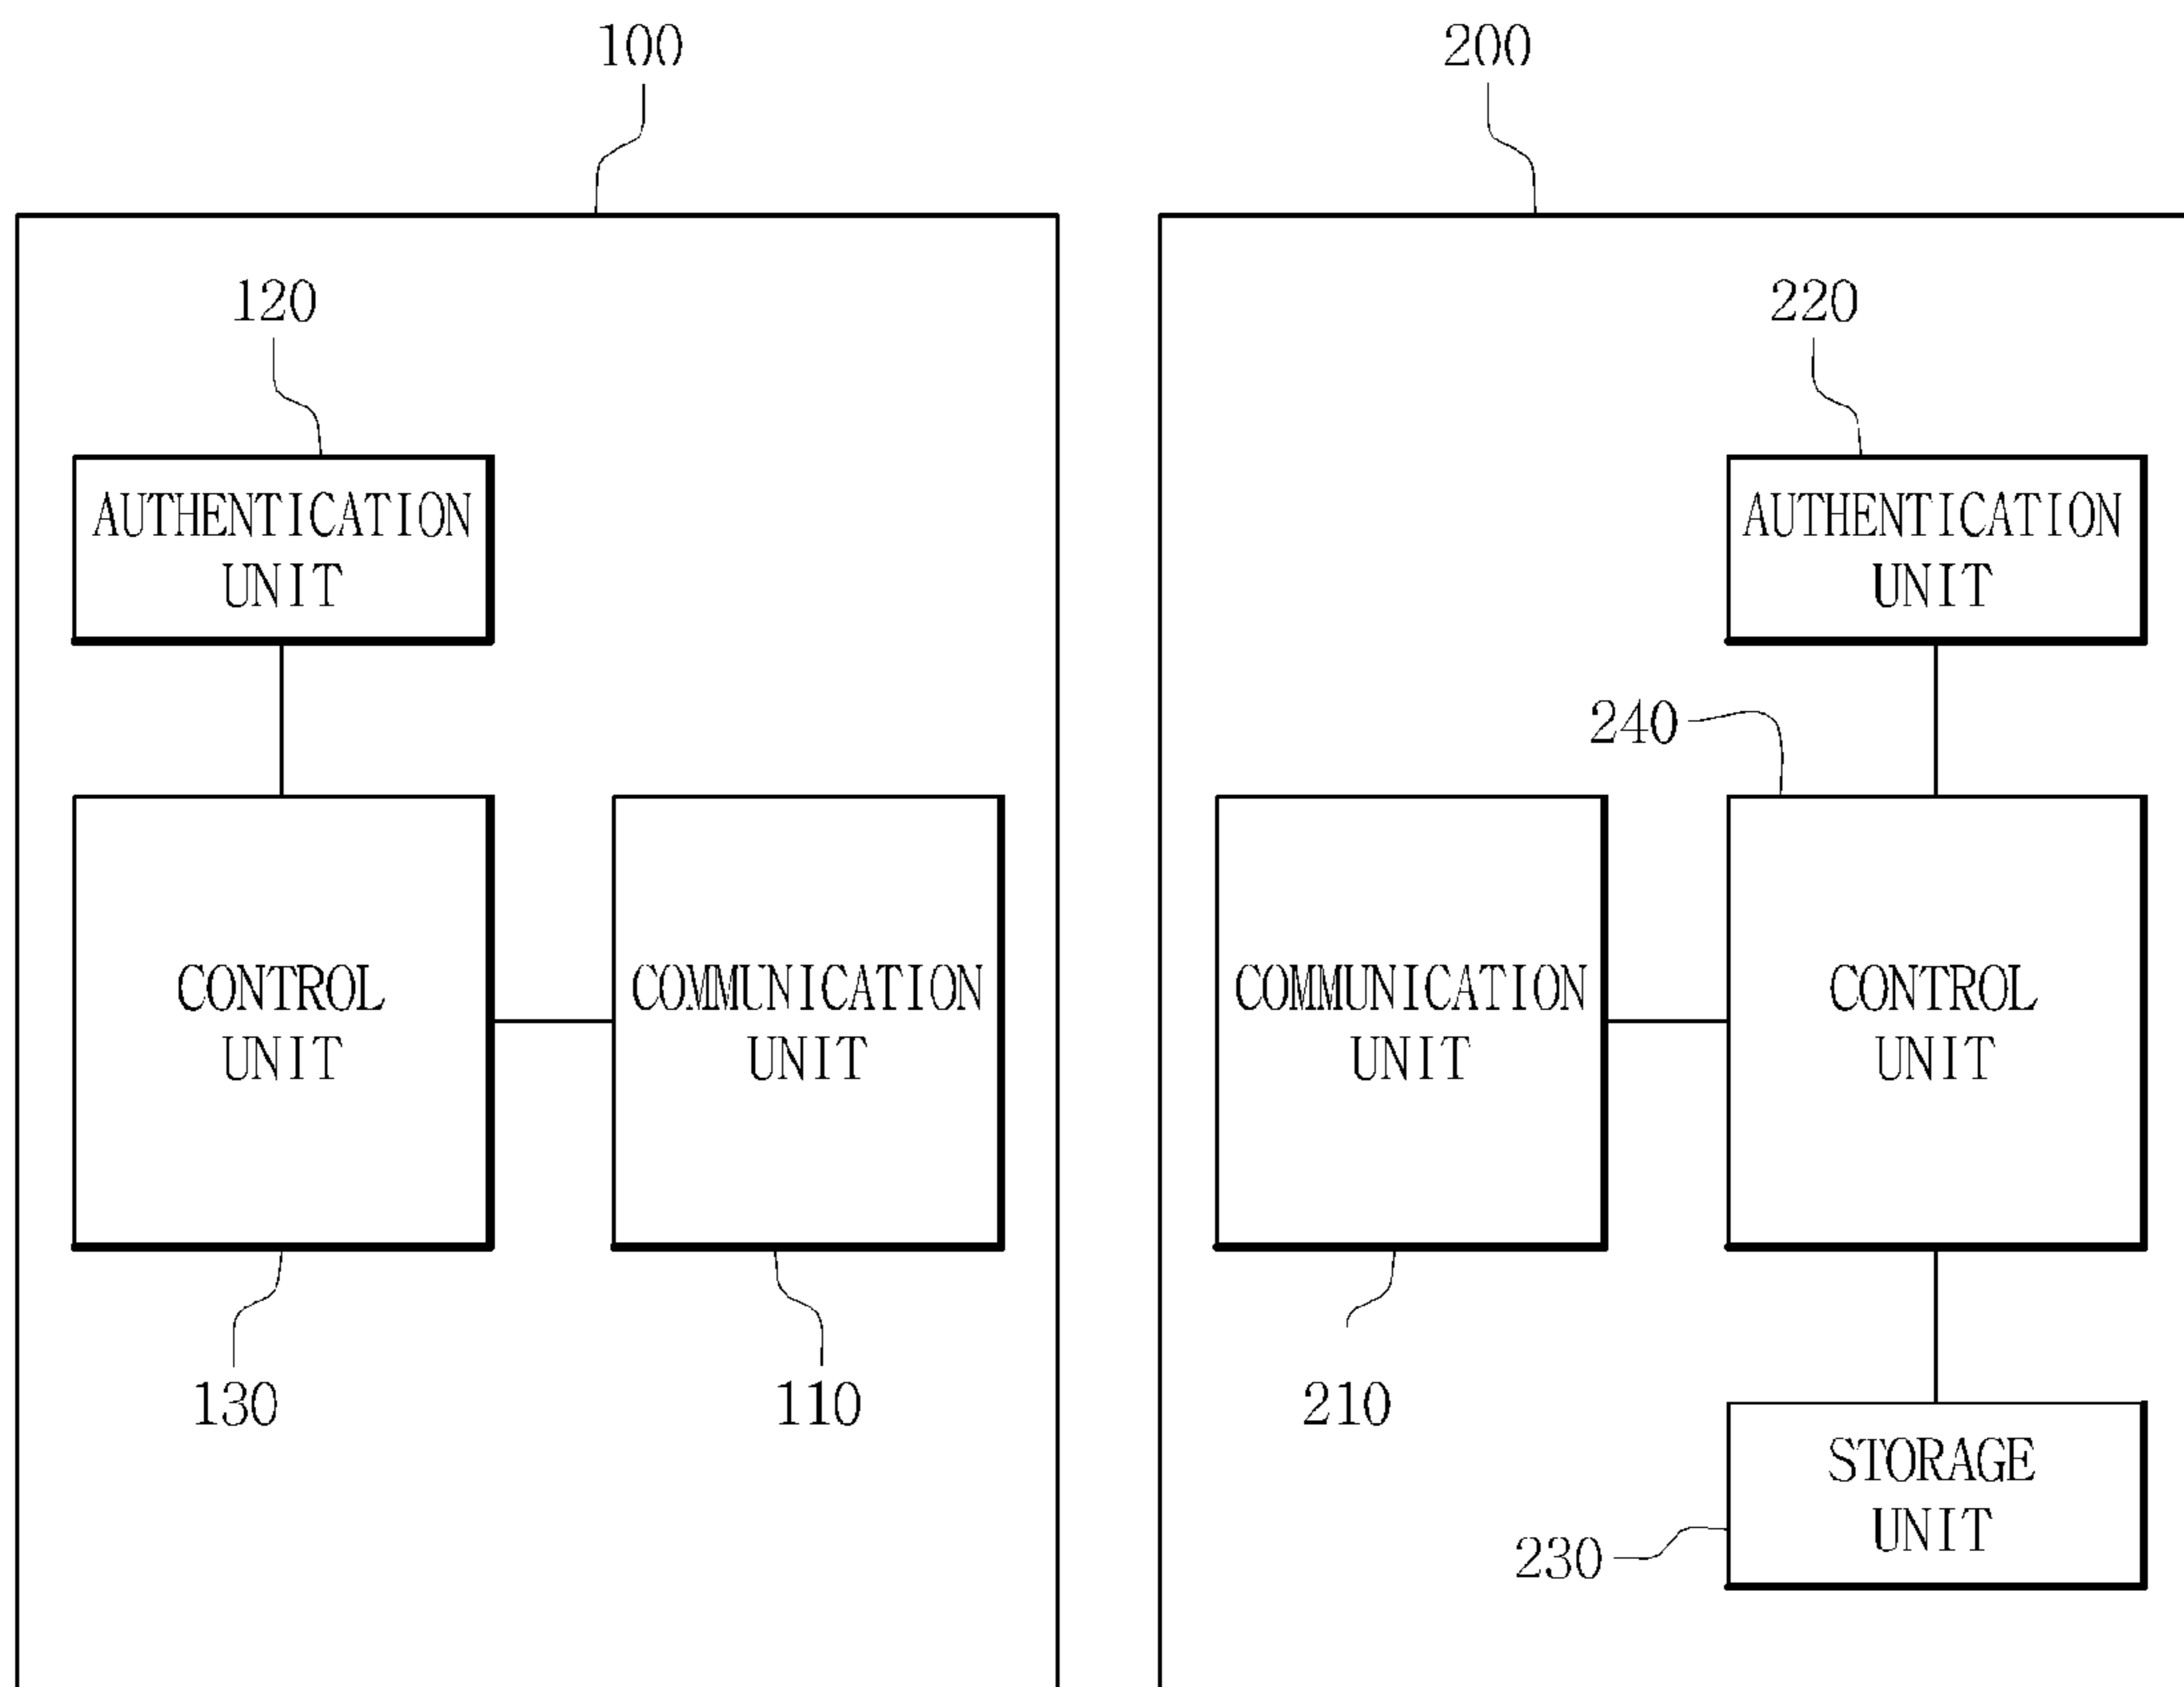 100
200
120
220
AUTHENTICATION
UNIT
AUTHENTICATION
UNIT
240
CONTROL
UNIT
COMMUNICATION
UNIT
COMMUNICATION
UNIT
CONTROL
UNIT
130
110
210
STORAGE
UNIT
230